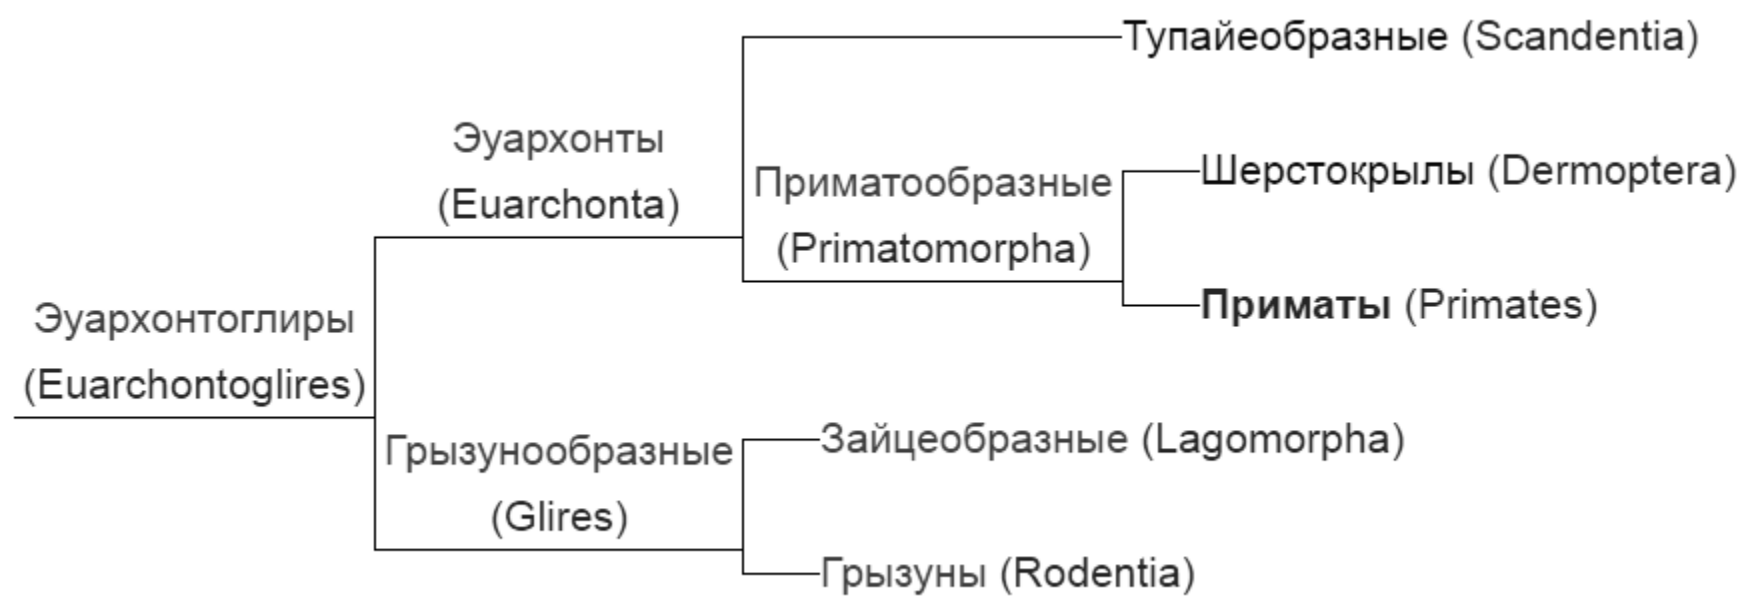 Тупайеобразные (Scandentia)
Эуархонты
(Euarchonta)
Приматообразные
(Primatomorpha)
Шерстокрылы (Dermoptera)
Приматы (Primates)
Эуархонтоглиры
(Euarchontoglires)
Грызунообразные
(Glires)
Зайцеобразные (Lagomorpha)
Грызуны (Rodentia)